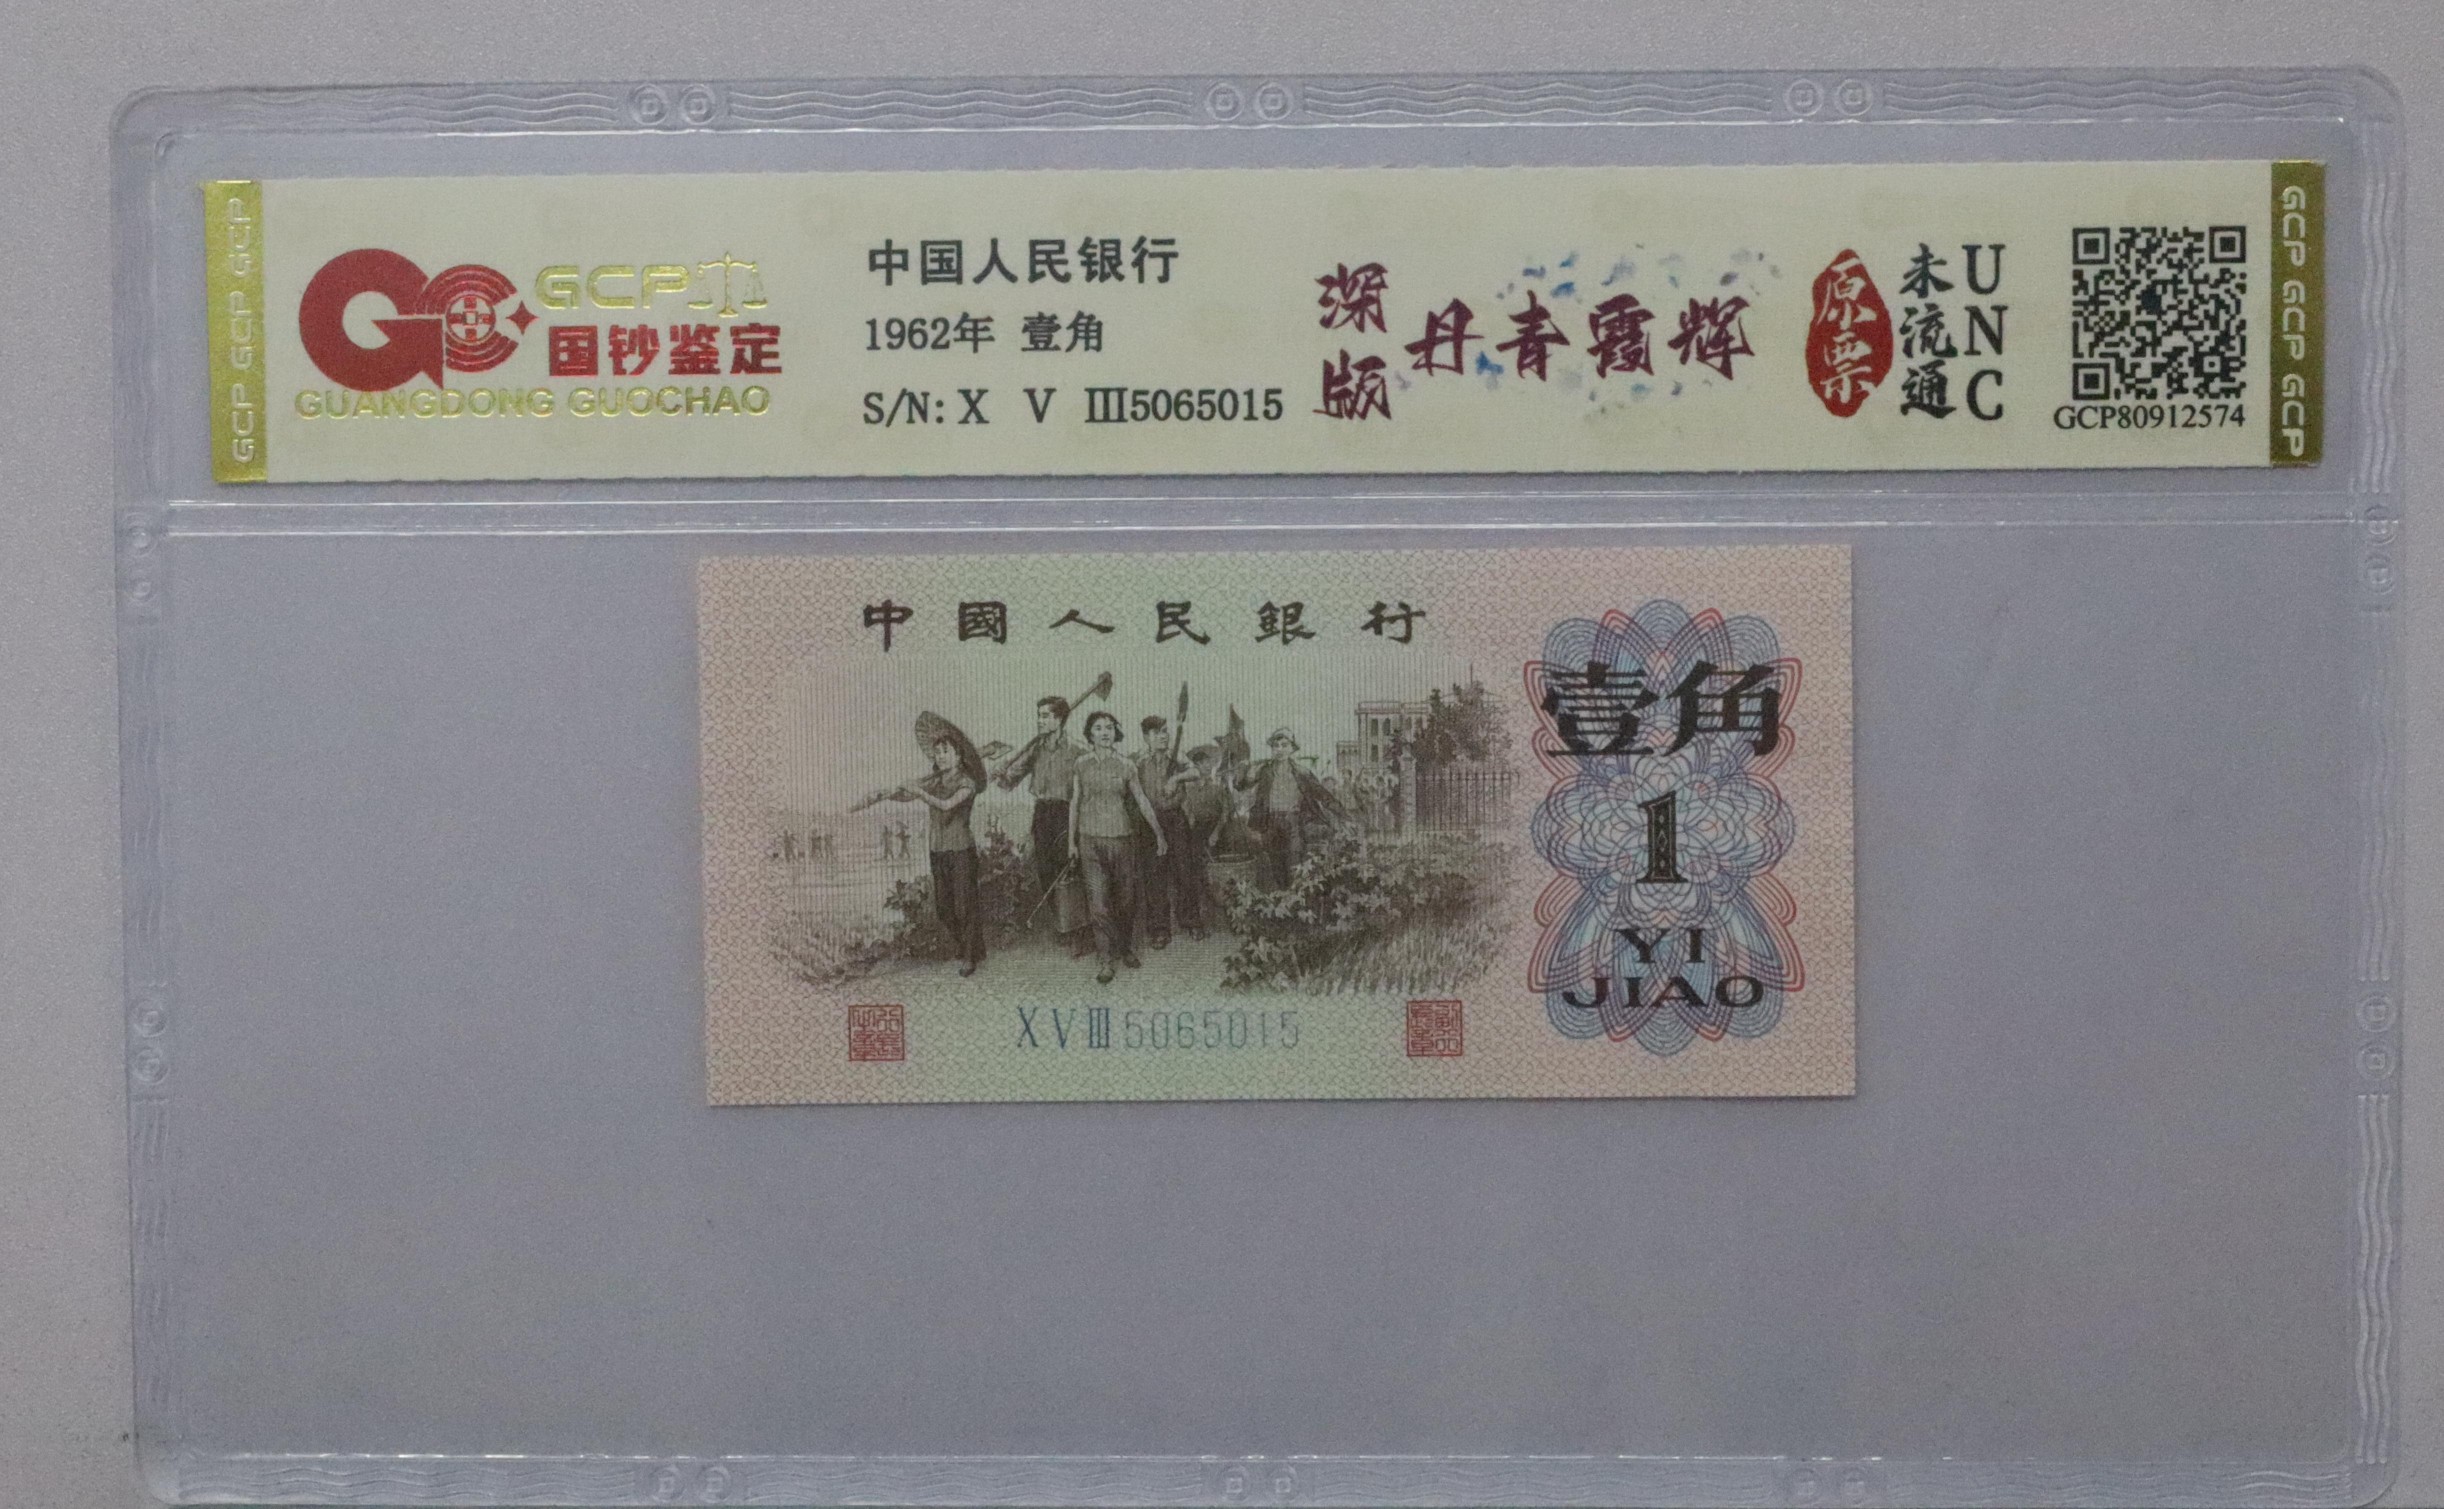 GCP GCP GCP
GCP
国钞鉴定
GUANGDONG GUOCHAO
中国人民银行
1962年 壹角
S/N: X V Ⅲ5065015
深版
丹青霞辉
原票
未流通
UNC
GCP80912574
GCP GCP GCP
中國人民銀行
壹角
1
YI
JIAO
X V Ⅲ 5065015